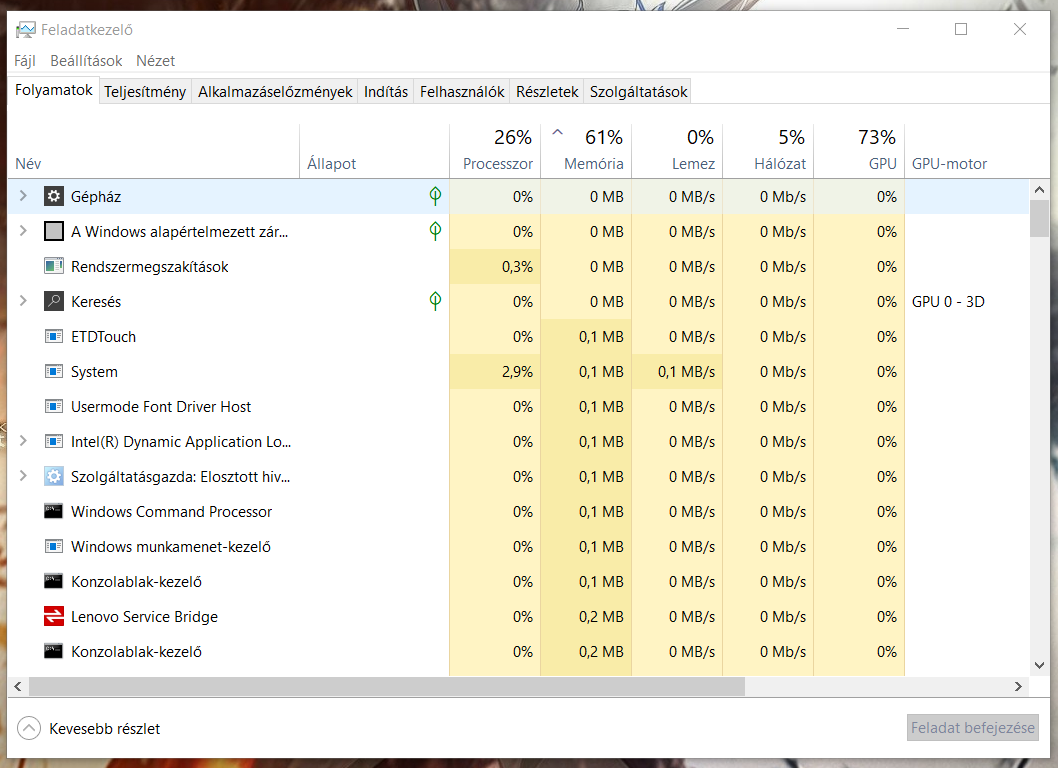 Feladatkezelő
Fájl Beállítások Nézet
Folyamatok Teljesítmény Alkalmazáselőzmények Indítás Felhasználók Részletek Szolgáltatások
26% 61% 0% 5% 73%
Név Állapot Processzor Memória Lemez Hálózat GPU GPU-motor
Gépház 0% 0 MB 0 MB/s 0 Mb/s 0%
A Windows alapértelmezett zár... 0% 0 MB 0 MB/s 0 Mb/s 0%
Rendszermegszakítások 0,3% 0 MB 0 MB/s 0 Mb/s 0%
Keresés 0% 0 MB 0 MB/s 0 Mb/s 0% GPU 0 - 3D
ETDTouch 0% 0,1 MB 0 MB/s 0 Mb/s 0%
System 2,9% 0,1 MB 0,1 MB/s 0 Mb/s 0%
Usermode Font Driver Host 0% 0,1 MB 0 MB/s 0 Mb/s 0%
Intel(R) Dynamic Application Lo... 0% 0,1 MB 0 MB/s 0 Mb/s 0%
Szolgáltatásgazda: Elosztott hiv... 0% 0,1 MB 0 MB/s 0 Mb/s 0%
Windows Command Processor 0% 0,1 MB 0 MB/s 0 Mb/s 0%
Windows munkamenet-kezelő 0% 0,1 MB 0 MB/s 0 Mb/s 0%
Konzolablak-kezelő 0% 0,1 MB 0 MB/s 0 Mb/s 0%
Lenovo Service Bridge 0% 0,2 MB 0 MB/s 0 Mb/s 0%
Konzolablak-kezelő 0% 0,2 MB 0 MB/s 0 Mb/s 0%
Kevesebb részlet Feladat befejezése